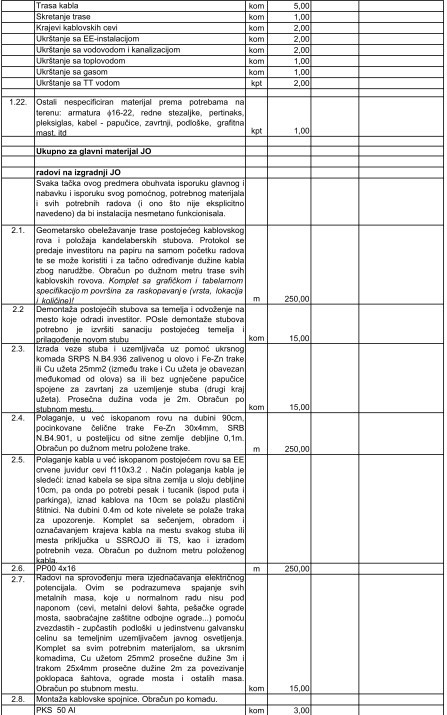 Trasa kabla kom 5,00
Skretanje trase kom 1,00
Krajevi kablovskih cevi kom 2,00
Ukrštanje sa EE-instalacijom kom 2,00
Ukrštanje sa vodovodom i kanalizacijom kom 2,00
Ukrštanje sa toplovodom kom 1,00
Ukrštanje sa gasom kom 1,00
Ukrštanje sa TT vodom kpt 2,00
1.22. Ostali nespecificiran materijal prema potrebama na
terenu: armatura ϕ16-22, redne stezaljke, pertinaks,
pleksiglas, kabel - papučice, zavrtnji, podloške, grafitna
mast, itd kpt 1,00
Ukupno za glavni materijal JO
radovi na izgradnji JO
Svaka tačka ovog predmera obuhvata isporuku glavnog i
nabavku i isporuku svog pomoćnog, potrebnog materijala
i svih potrebnih radova (i ono što nije eksplicitno
navedeno) da bi instalacija nesmetano funkcionisala.
2.1. Geometarsko obeležavanje trase postojećeg kablovskog
rova i položaja kandelaberskih stubova. Protokol se
predaje investitoru na papiru na samom početku radova
te se može koristiti i za tačno određivanje dužine kabla
zbog narudžbe. Obračun po dužnom metru trase svih
kablovskih rovova. Komplet sa grafičkom i tabelarnom
specifikacijom površina za raskopavanje (vrsta, lokacija
i količine)! m 250,00
2.2 Demontaža postojećih stubova sa temelja i odvoženje na
mesto koje odradi investitor. POsle demontaže stubova
potrebno je izvršiti sanaciju postojećeg temelja i
prilagođenje novom stubu kom 15,00
2.3. Izrada veze stuba i uzemljivača uz pomoć ukrsnog
komada SRPS N.B4.936 zalivenog u olovo i Fe-Zn trake
ili Cu užeta 25mm2 (između trake i Cu užeta je obavezan
međukomad od olova) sa ili bez ugnječene papučice
spojene za zavrtanj za uzemljenje stuba (drugi kraj
užeta). Prosečna dužina voda je 2m. Obračun po
stubnom mestu. kom 15,00
2.4. Polaganje, u već iskopanom rovu na dubini 90cm,
pocinkovane čelične trake Fe-Zn 30x4mm, SRB
N.B4.901, u posteljicu od sitne zemlje debljine 0,1m.
Obračun po dužnom metru položene trake. m 250,00
2.5. Polaganje kabla u već iskopanom postojećem rovu sa EE
crevne juvidur cevi f110x3.2 . Način polaganja kabla je
sledeći: iznad kabela se sipa sitna zemlja u sloju debljine
10cm, pa onda po potrebi pesak i tucanik (ispod puta i
parkinga), iznad kablova na 10cm se polažu plastični
štitnici. Na dubini 0.4m od kote nivelete se polaže traka
za upozorenje. Komplet sa sečenjem, obradom i
označavanjem krajeva kabla na mestu svakog stuba ili
mesta priključka u SSROJO ili TS, kao i izradom
potrebnih veza. Obračun po dužnom metru položenog
kabla.
2.6. PP00 4x16 m 250,00
2.7. Radovi na sprovođenju mera izjednačavanja električnog
potencijala. Ovim se podrazumeva spajanje svih
metalnih masa, koje u normalnom radu nisu pod
naponom (cevi, metalni delovi šahta, pešačke ograde
mosta, saobraćajne zaštitne odbojne ograde...) pomoću
zvezdastih - zupčastih podloški u jedinstvenu galvansku
celinu sa temeljnim uzemljivačem javnog osvetljenja.
Komplet sa svim potrebnim materijalom, sa ukrsnim
komadima, Cu užetom 25mm2 prosečne dužine 3m i
trakom 25x4mm prosečne dužine 2m za povezivanje
poklopaca šahtova, ograde mosta i ostalih masa.
Obračun po stubnom mestu. kom 15,00
2.8. Montaža kablovske spojnice. Obračun po komadu.
PKS 50 Al kom 3,00